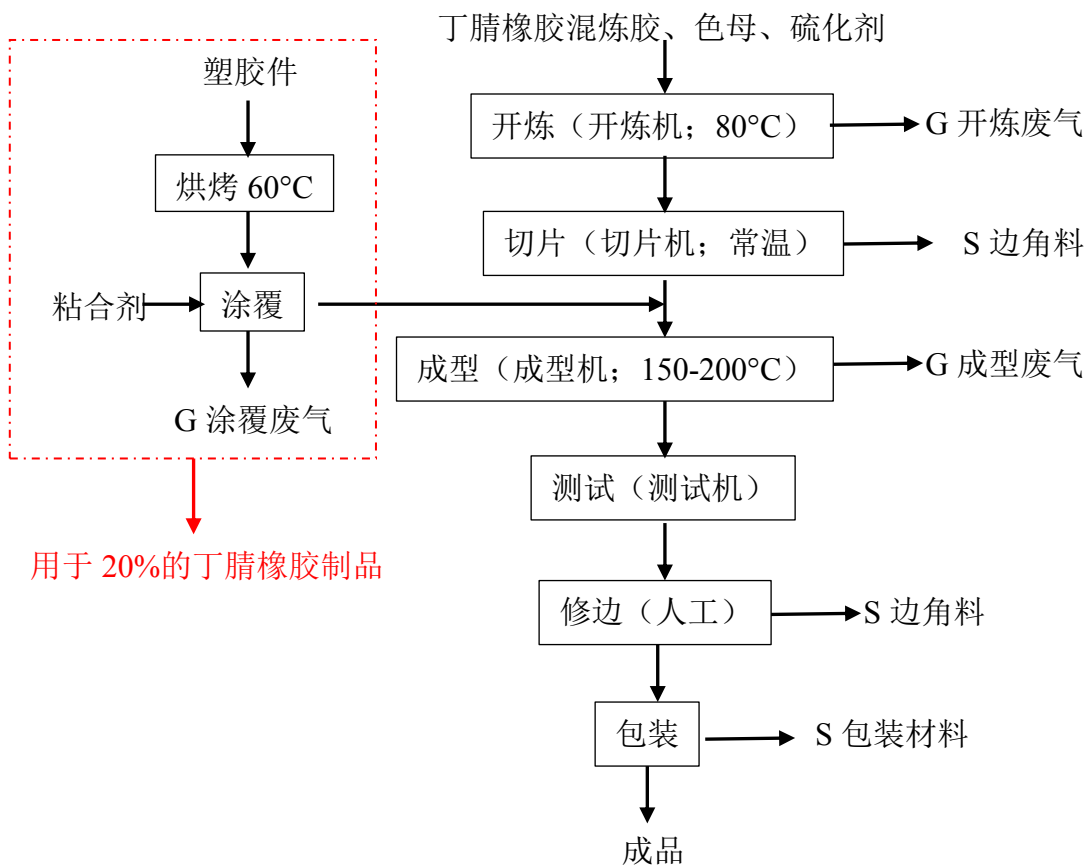 丁腈橡胶混炼胶、色母、硫化剂
塑胶件
开炼（开炼机；80°C）
G 开炼废气
烘烤 60°C
切片（切片机；常温）
S 边角料
粘合剂
涂覆
成型（成型机；150-200°C）
G 成型废气
G 涂覆废气
测试（测试机）
用于 20%的丁腈橡胶制品
修边（人工）
S 边角料
包装
S 包装材料
成品